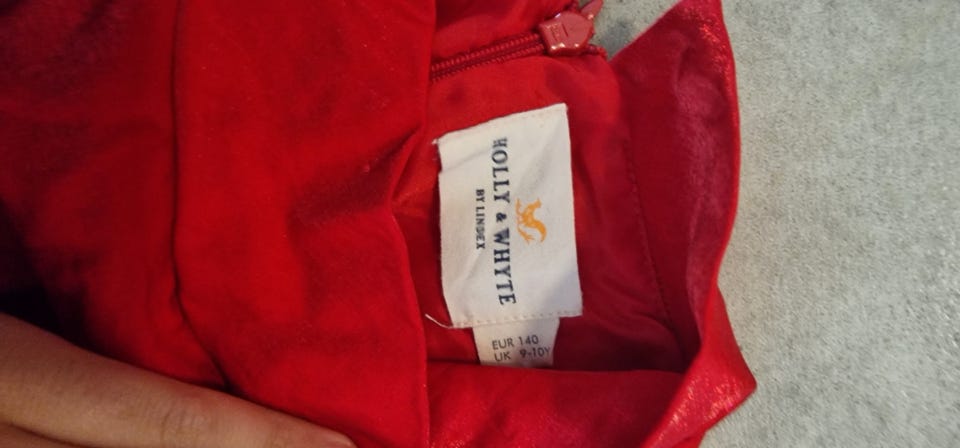 HOLLY & WHYTE
BY LINDEX
EUR 140
UK 9-10Y